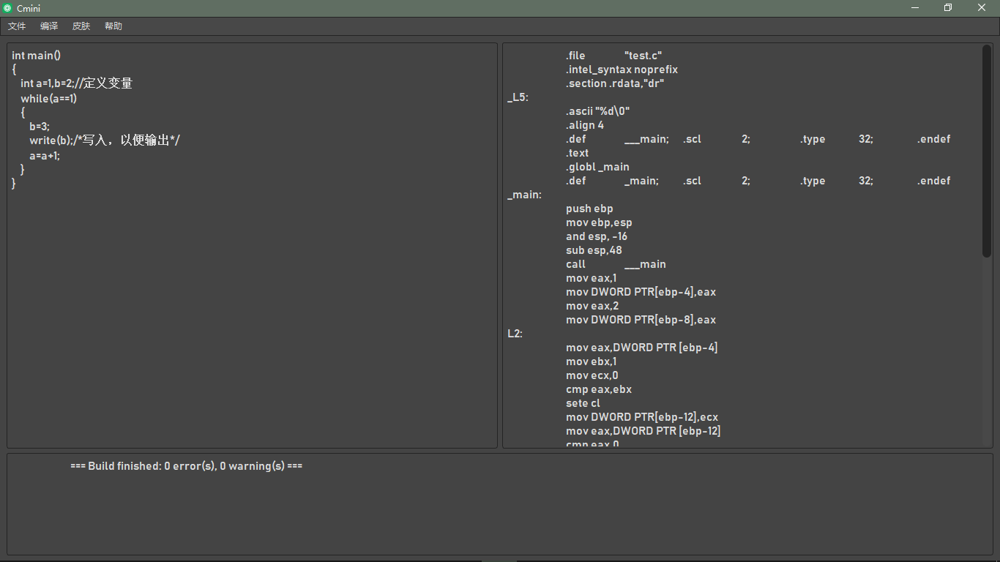 Cmini
文件 编译 皮肤 帮助
int main()
{
int a=1,b=2;//定义变量
while(a==1)
{
b=3;
write(b);/*写入，以便输出*/
a=a+1;
}
}
.file "test.c"
.intel_syntax noprefix
.section .rdata,"dr"
_L5:
.ascii "%d\0"
.align 4
.def ___main; .scl 2; .type 32; .endef
.text
.globl _main
.def _main; .scl 2; .type 32; .endef
_main:
push ebp
mov ebp,esp
and esp, -16
sub esp,48
call ___main
mov eax,1
mov DWORD PTR[ebp-4],eax
mov eax,2
mov DWORD PTR[ebp-8],eax
L2:
mov eax,DWORD PTR [ebp-4]
mov ebx,1
mov ecx,0
cmp eax,ebx
sete cl
mov DWORD PTR[ebp-12],ecx
mov eax,DWORD PTR [ebp-12]
cmp eax,0
=== Build finished: 0 error(s), 0 warning(s) ===